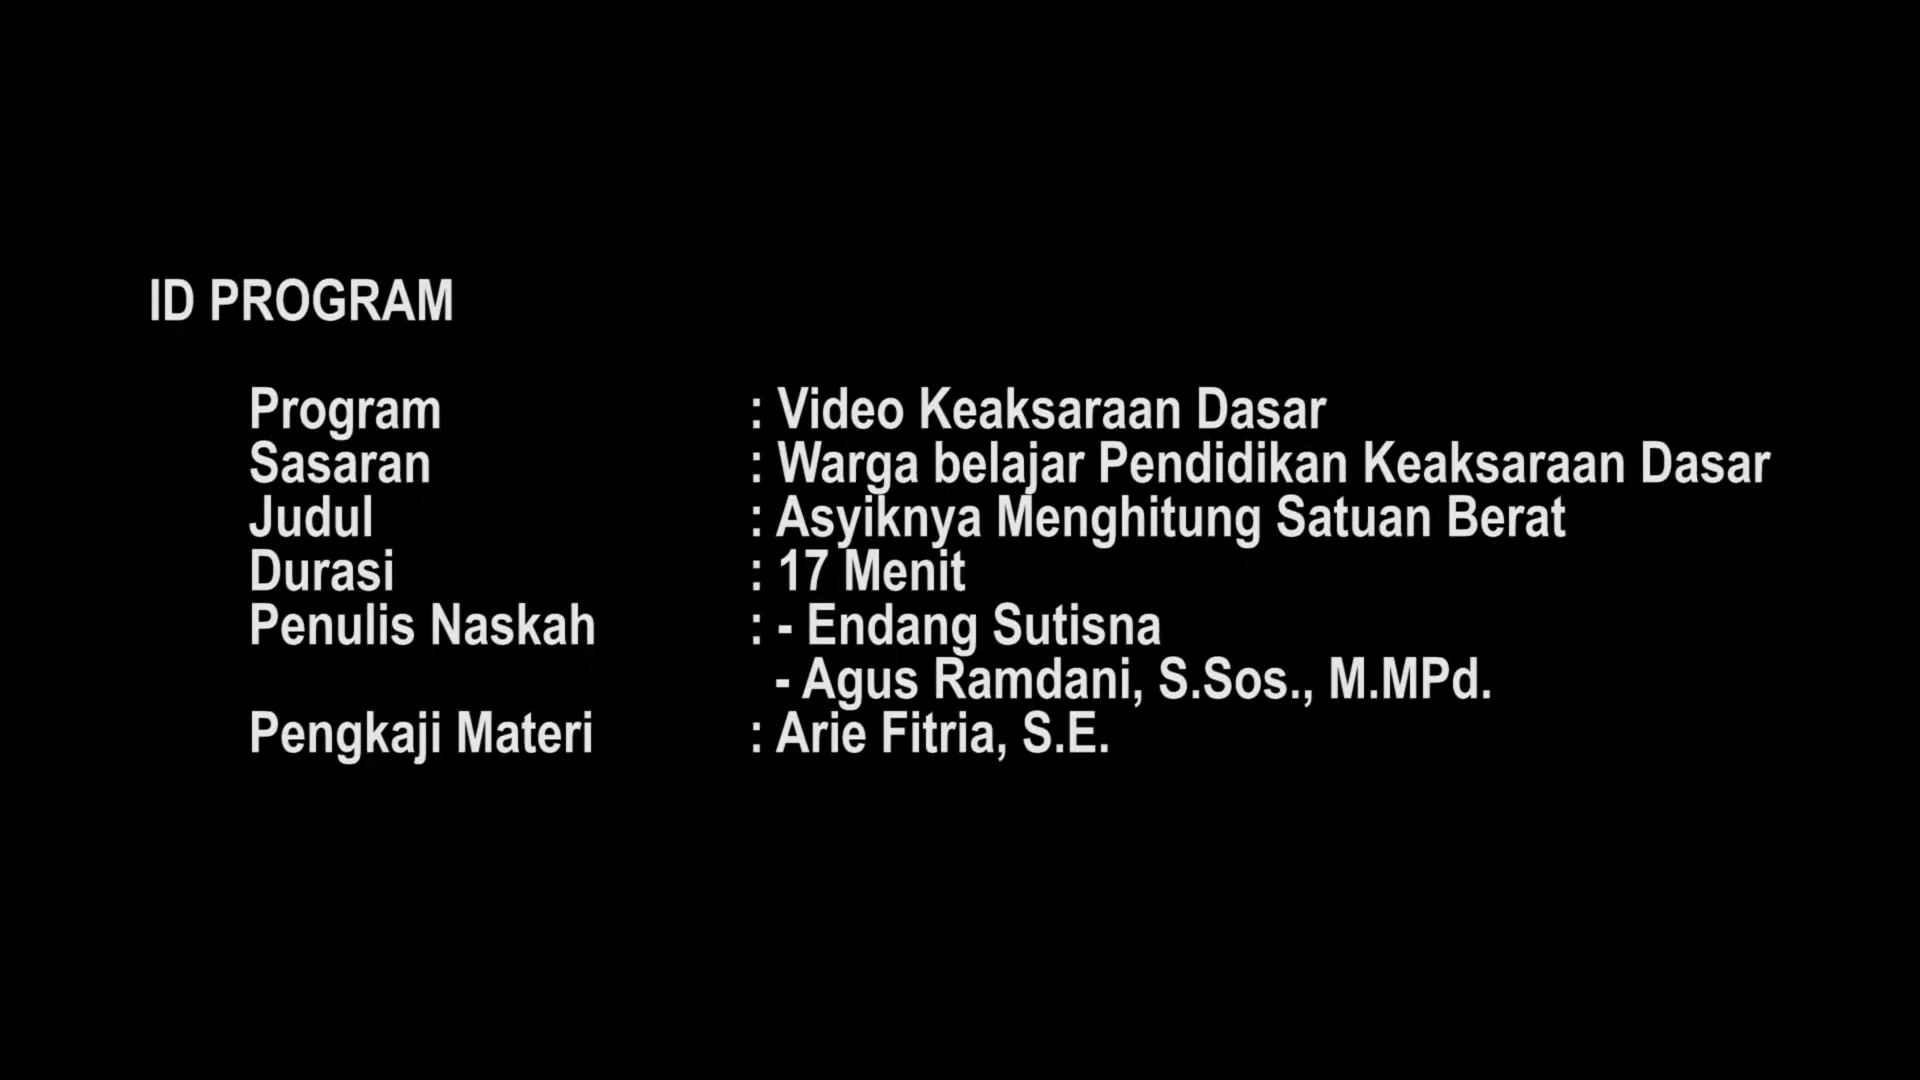 ID PROGRAM
Program : Video Keaksaraan Dasar
Sasaran : Warga belajar Pendidikan Keaksaraan Dasar
Judul : Asyiknya Menghitung Satuan Berat
Durasi : 17 Menit
Penulis Naskah : - Endang Sutisna
- Agus Ramdani, S.Sos., M.MPd.
Pengkaji Materi : Arie Fitria, S.E.